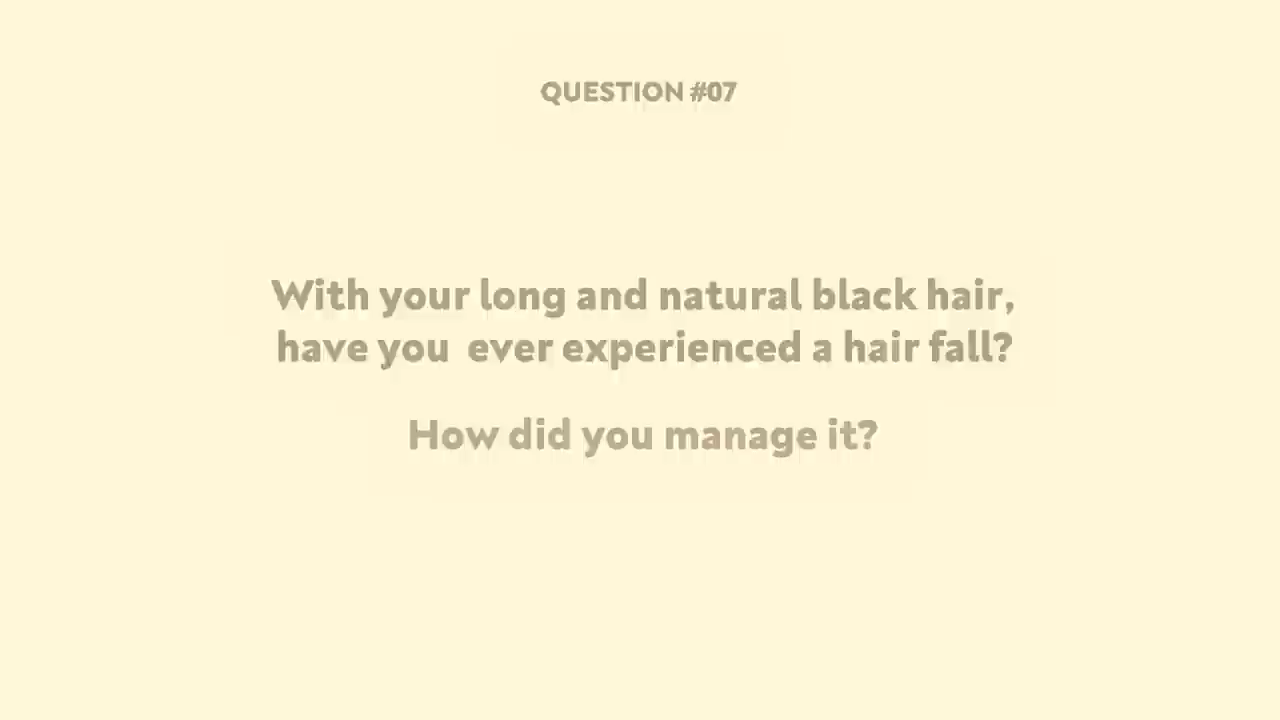 QUESTION #07
With your long and natural black hair,
have you  ever experienced a hair fall?
How did you manage it?